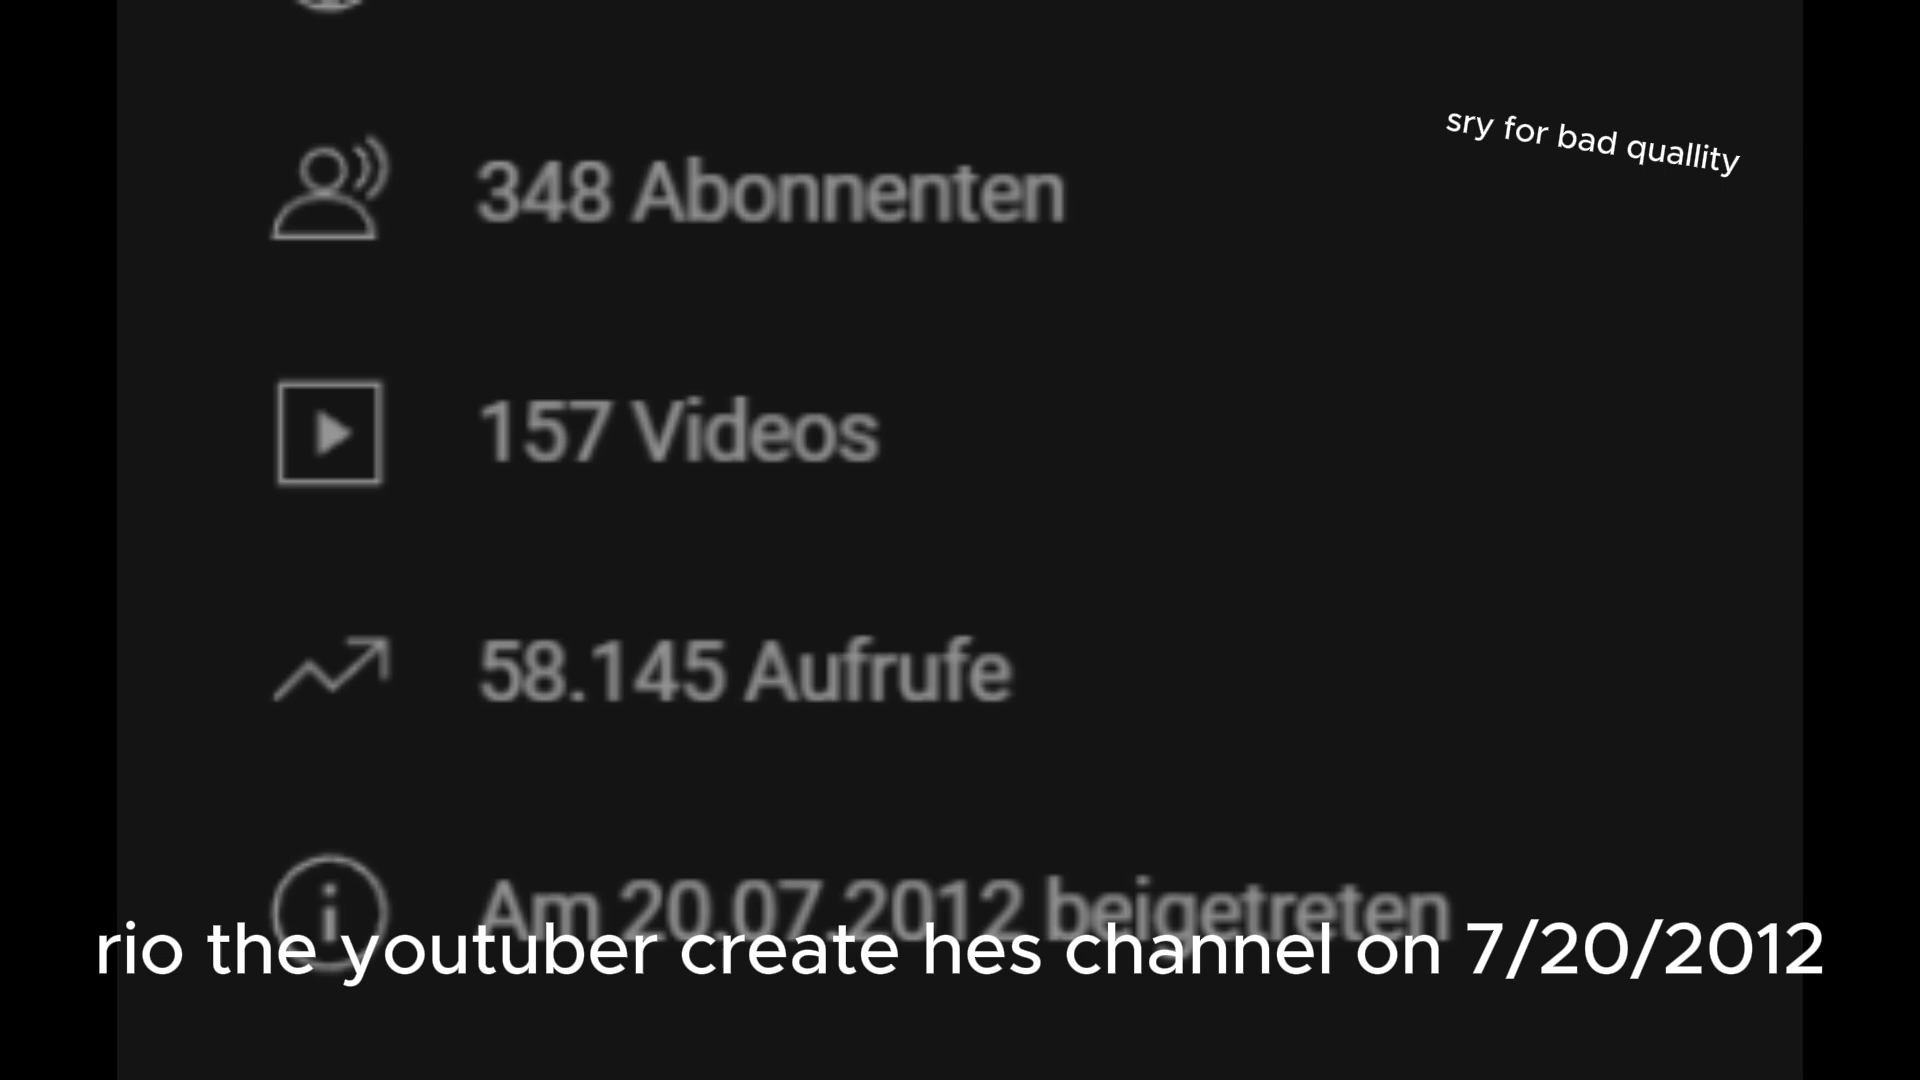 sry for bad quallity
348 Abonnenten
157 Videos
58.145 Aufrufe
Am 20.07.2012 beigetreten
rio the youtuber create hes channel on 7/20/2012